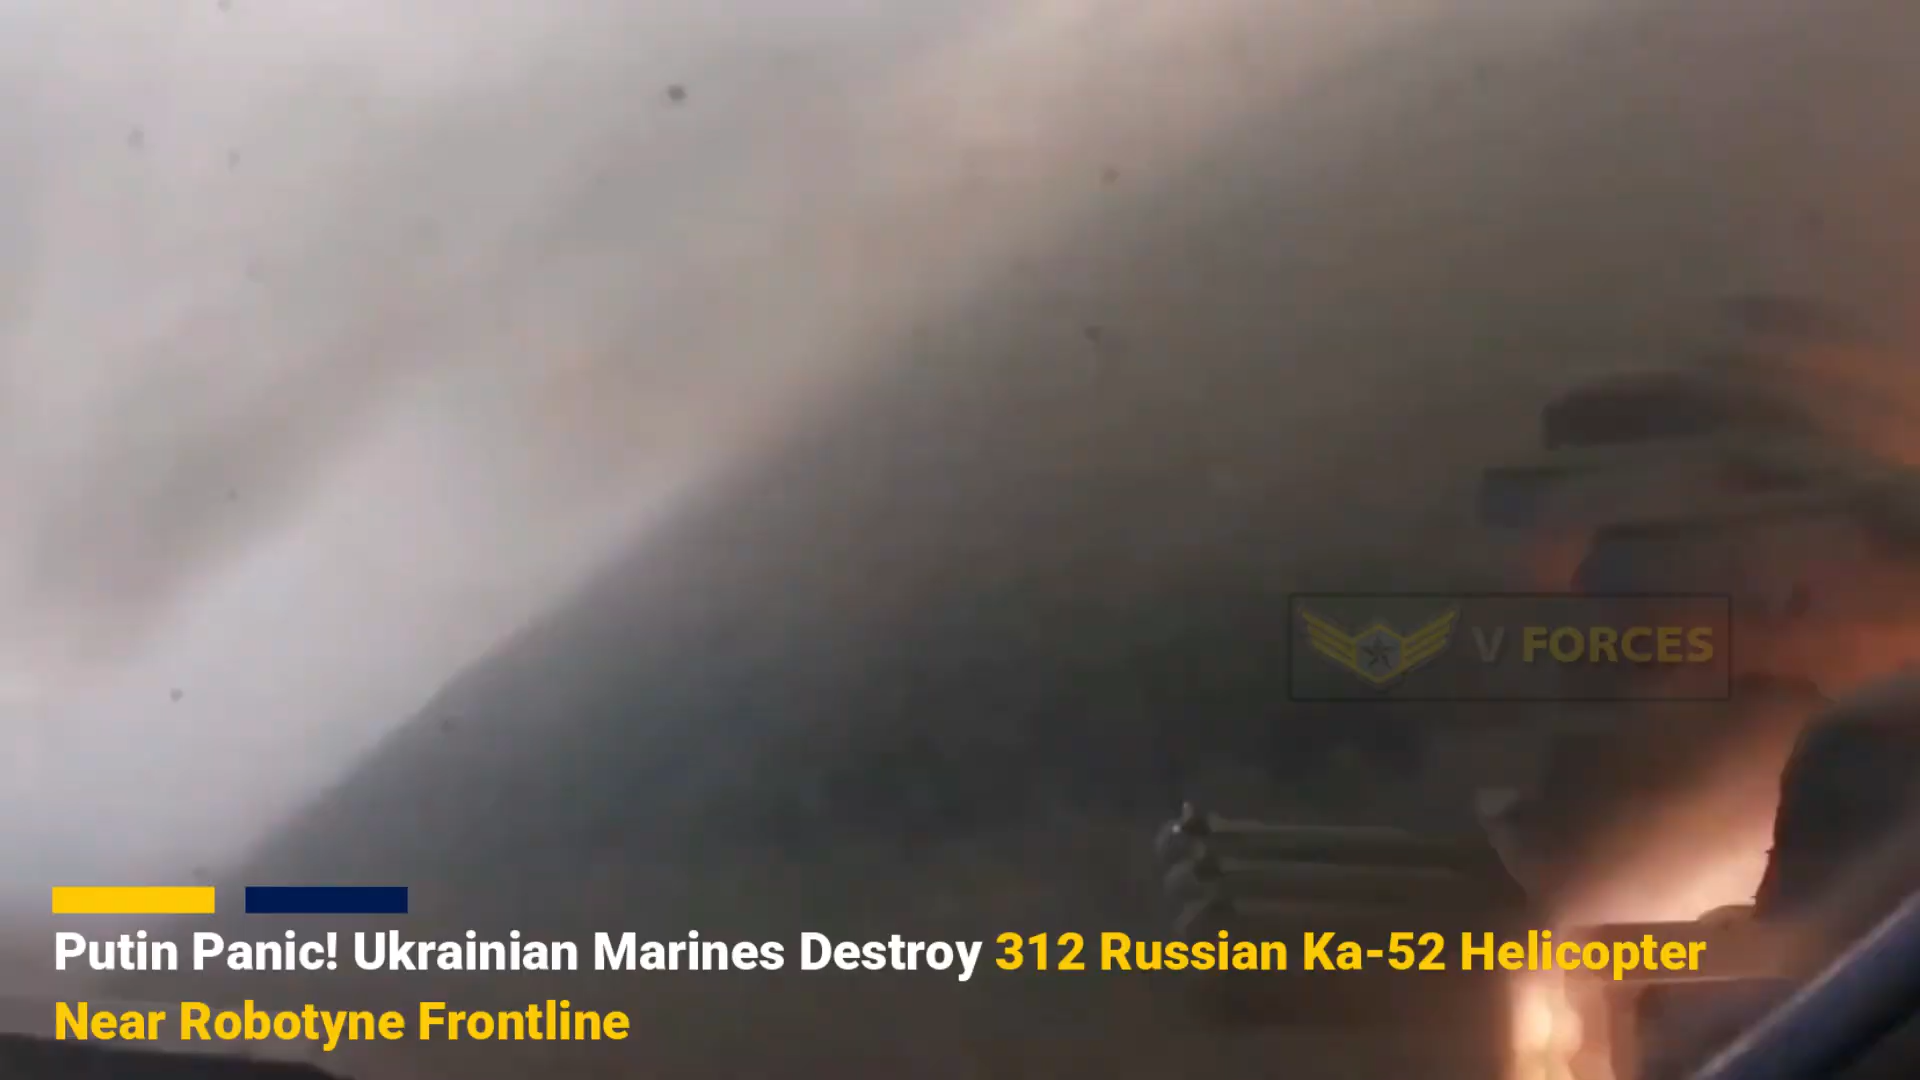 V FORCES
Putin Panic! Ukrainian Marines Destroy 312 Russian Ka-52 Helicopter
Near Robotyne Frontline